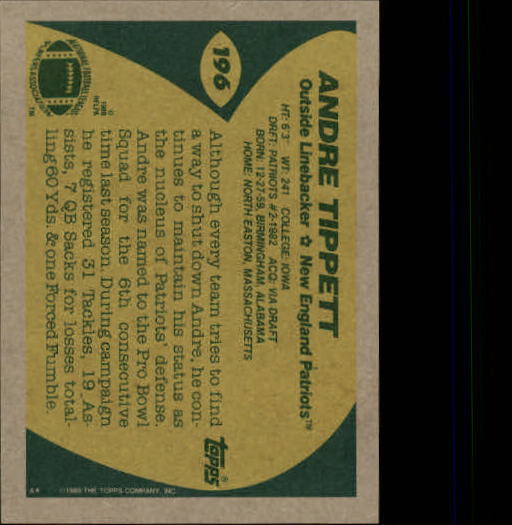 196
ANDRE TIPPETT
Outside Linebacker ☆ New England Patriots™
HT: 6'3" WT: 241 COLLEGE: IOWA
DRFT: PATRIOTS #2-1982 ACQ: VIA DRAFT
BORN: 12-27-59, BIRMINGHAM, ALABAMA
HOME: NORTH EASTON, MASSACHUSETTS
Although every team tries to find
a way to shut down Andre, he con-
tinues to maintain his status as
the nucleus of Patriots' defense.
Andre was named to the Pro Bowl
Squad for the 6th consecutive
time last season. During campaign
he registered 31 Tackles, 19 As-
sists, 7 QB Sacks for losses total-
ling 60 Yds. & one Forced Fumble.
topps®
©
1988
NFLPA
™
©1989 THE TOPPS COMPANY, INC.